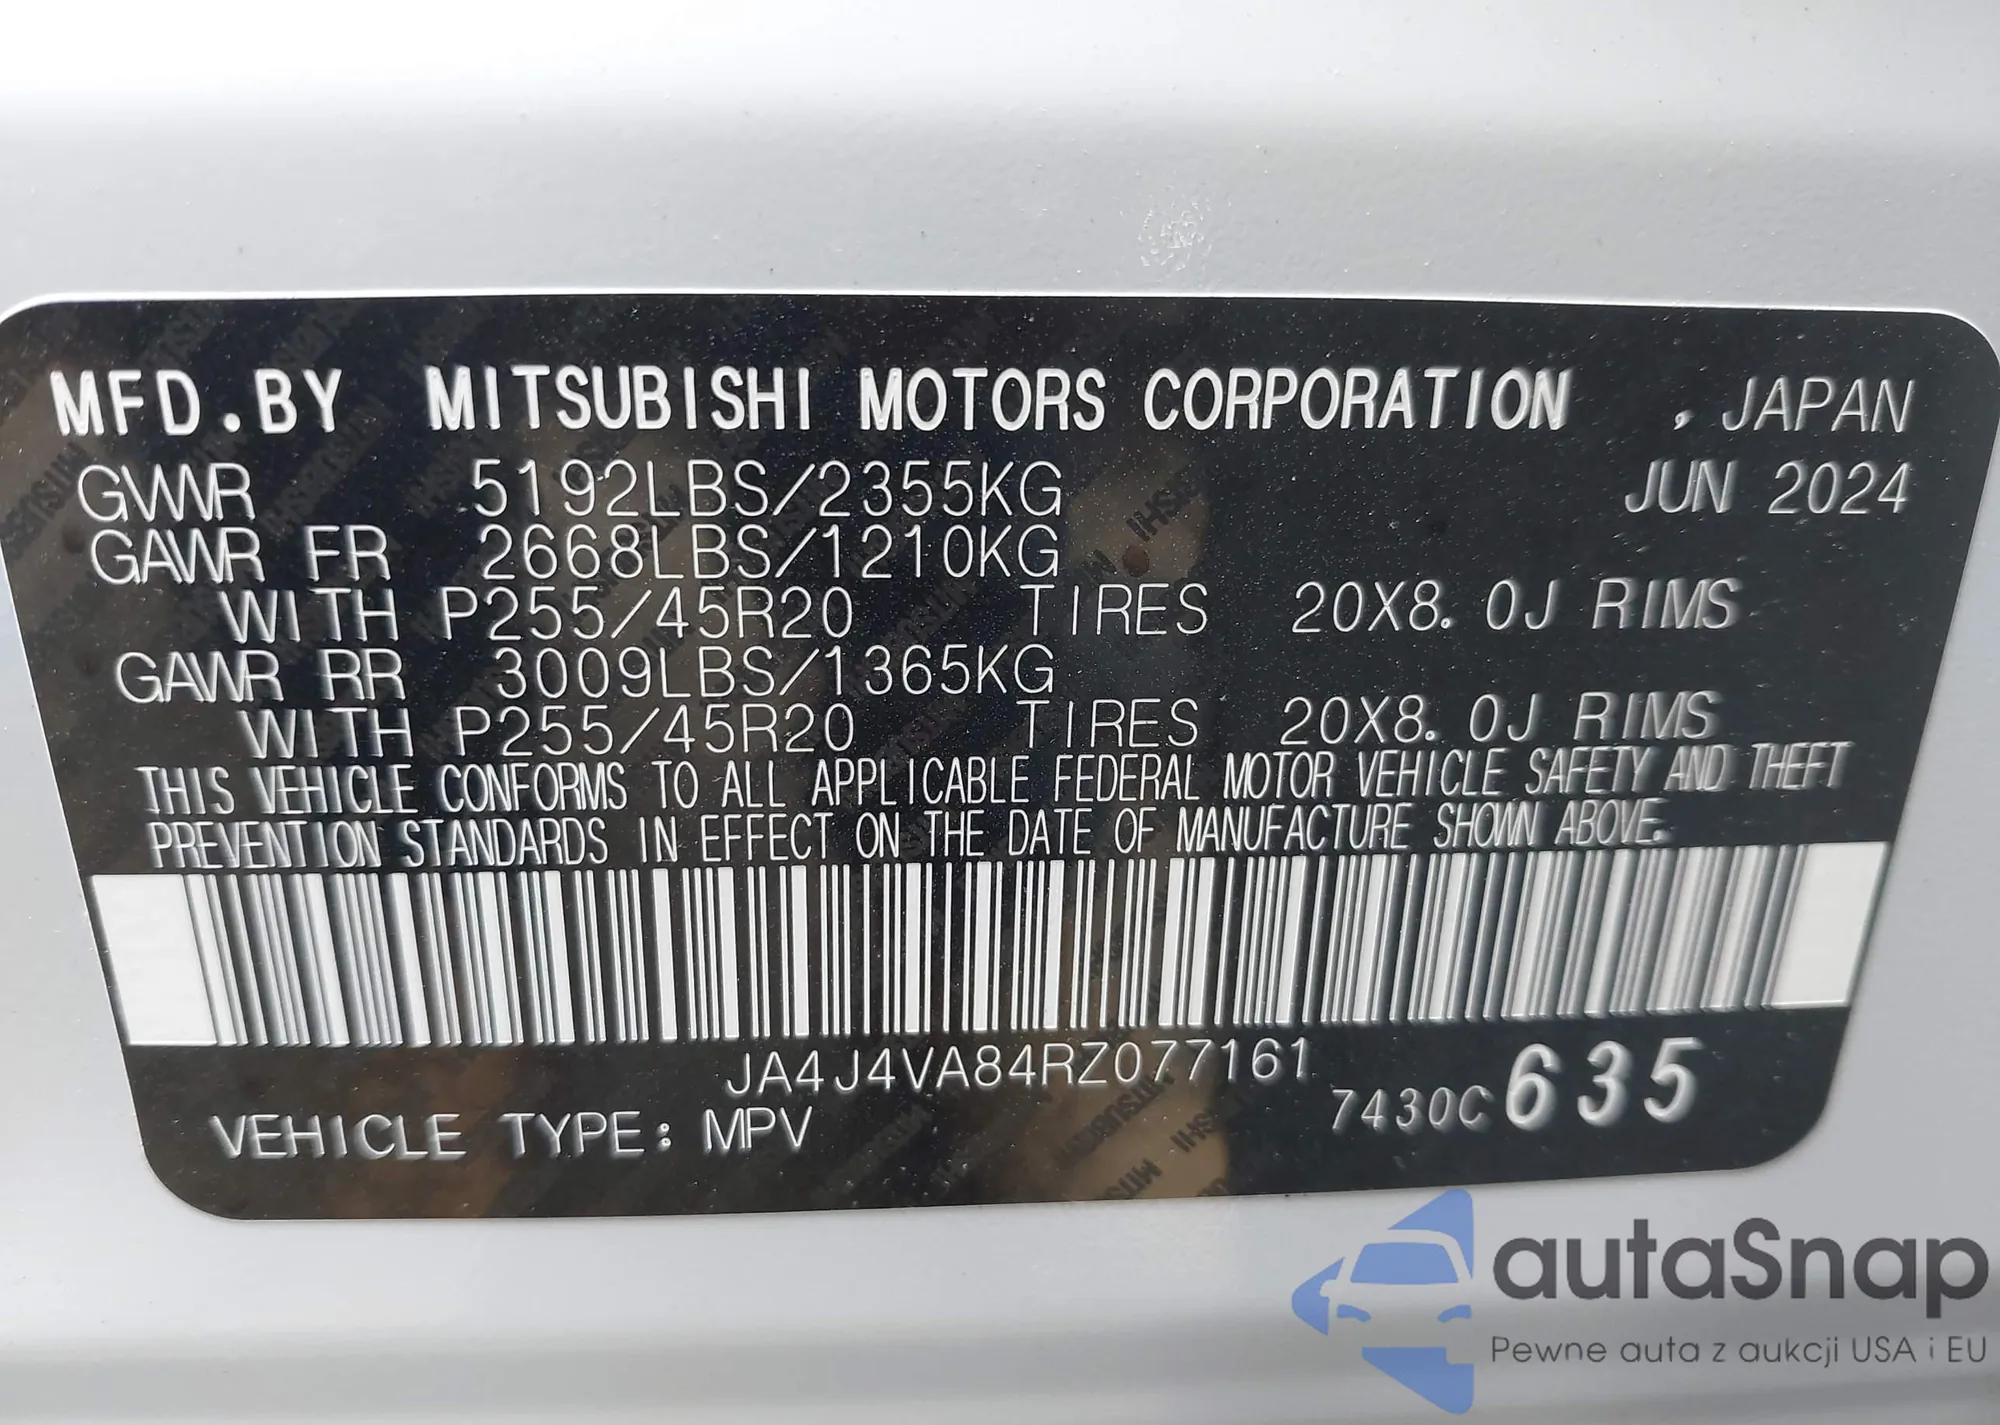 MFD.BY MITSUBISHI MOTORS CORPORATION , JAPAN
GVWR 5192LBS/2355KG JUN 2024
GAWR FR 2668LBS/1210KG
WITH P255/45R20 TIRES 20X8.0J RIMS
GAWR RR 3009LBS/1365KG
WITH P255/45R20 TIRES 20X8.0J RIMS
THIS VEHICLE CONFORMS TO ALL APPLICABLE FEDERAL MOTOR VEHICLE SAFETY AND THEFT
PREVENTION STANDARDS IN EFFECT ON THE DATE OF MANUFACTURE SHOWN ABOVE.
JA4J4VA84RZ077161
VEHICLE TYPE: MPV 7430C635
autaSnap
Pewne auta z aukcji USA i EU